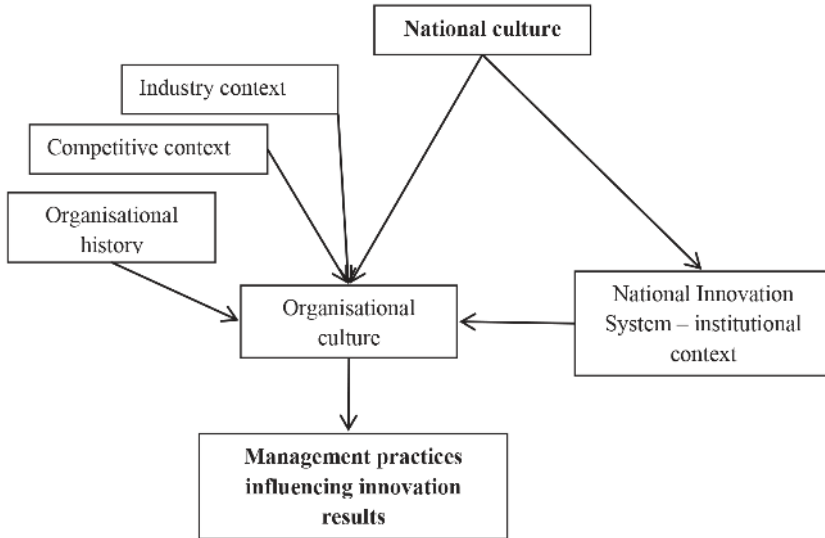 National culture
Industry context
Competitive context
Organisational
history
Organisational
culture
National Innovation
System – institutional
context
Management practices
influencing innovation
results